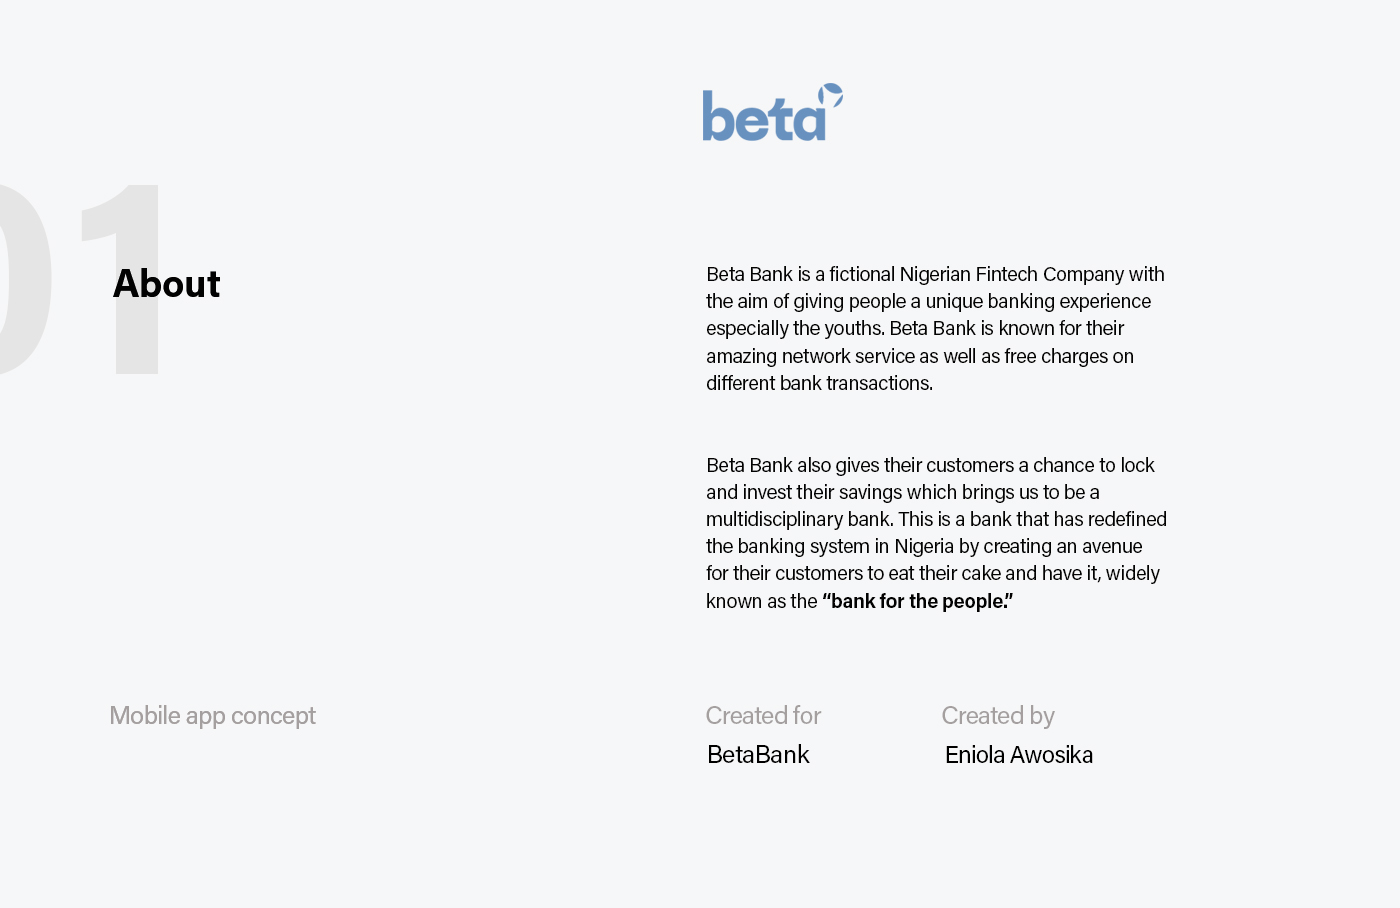 beta
01
About
Beta Bank is a fictional Nigerian Fintech Company with
the aim of giving people a unique banking experience
especially the youths. Beta Bank is known for their
amazing network service as well as free charges on
different bank transactions.
Beta Bank also gives their customers a chance to lock
and invest their savings which brings us to be a
multidisciplinary bank. This is a bank that has redefined
the banking system in Nigeria by creating an avenue
for their customers to eat their cake and have it, widely
known as the “bank for the people.”
Mobile app concept
Created for
BetaBank
Created by
Eniola Awosika